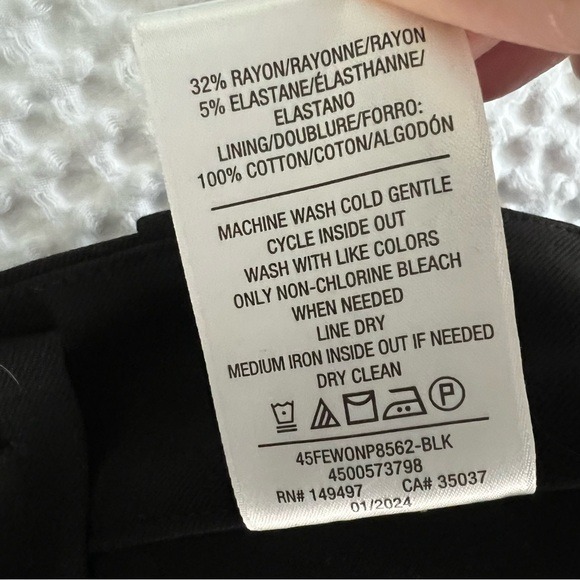 32% RAYON/RAYONNE/RAYON
5% ELASTANE/ÉLASTHANNE/
ELASTANO
LINING/DOUBLURE/FORRO:
100% COTTON/COTON/ALGODÓN
MACHINE WASH COLD GENTLE
CYCLE INSIDE OUT
WASH WITH LIKE COLORS
ONLY NON-CHLORINE BLEACH
WHEN NEEDED
LINE DRY
MEDIUM IRON INSIDE OUT IF NEEDED
DRY CLEAN
P
45FEWONP8562-BLK
4500573798
RN# 149497 CA# 35037
01/2024